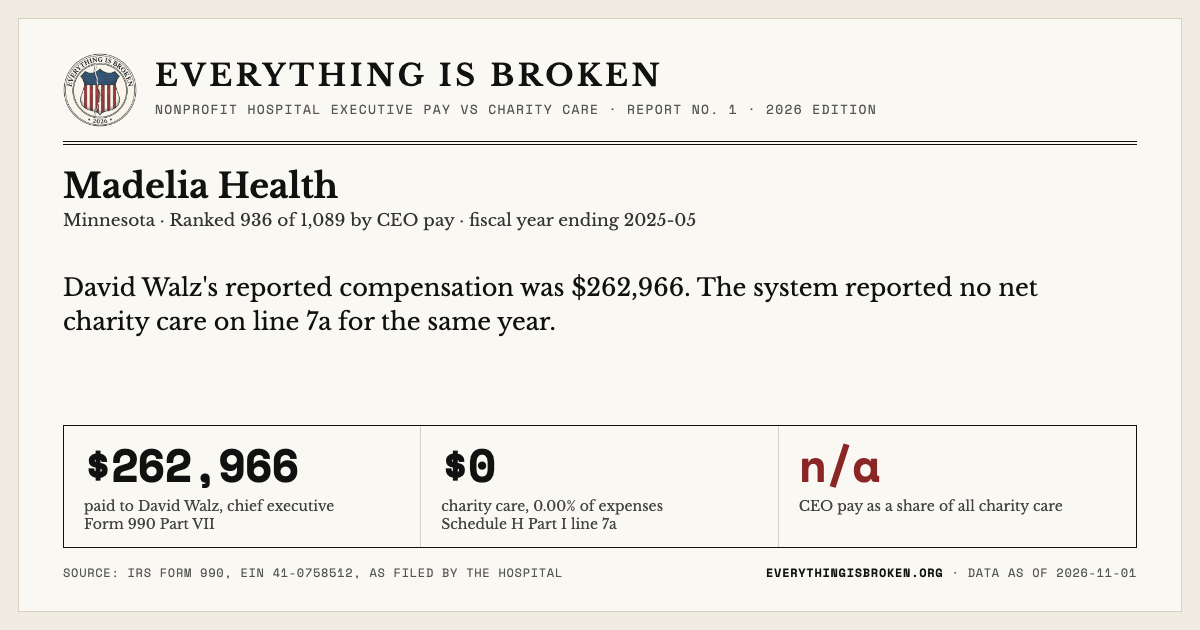 EVERYTHING IS BROKEN
· 2026 ·
EVERYTHING IS BROKEN
NONPROFIT HOSPITAL EXECUTIVE PAY VS CHARITY CARE · REPORT NO. 1 · 2026 EDITION
Madelia Health
Minnesota · Ranked 936 of 1,089 by CEO pay · fiscal year ending 2025-05
David Walz's reported compensation was $262,966. The system reported no net
charity care on line 7a for the same year.
$262,966
paid to David Walz, chief executive
Form 990 Part VII
$0
charity care, 0.00% of expenses
Schedule H Part I line 7a
n/a
CEO pay as a share of all charity care
SOURCE: IRS FORM 990, EIN 41-0758512, AS FILED BY THE HOSPITAL
EVERYTHINGISBROKEN.ORG · DATA AS OF 2026-11-01